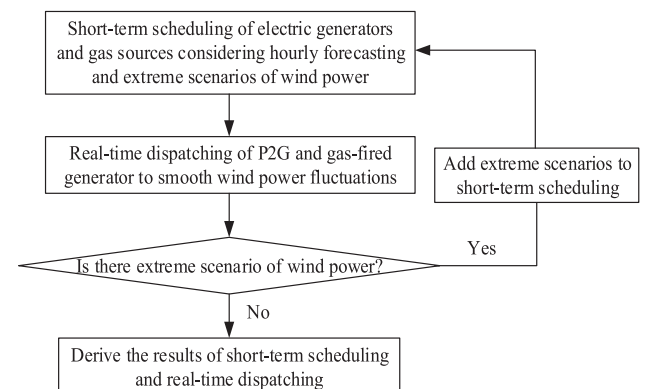 Short-term scheduling of electric generators
and gas sources considering hourly forecasting
and extreme scenarios of wind power
Real-time dispatching of P2G and gas-fired
generator to smooth wind power fluctuations
Add extreme scenarios to
short-term scheduling
Is there extreme scenario of wind power?
Yes
No
Derive the results of short-term scheduling
and real-time dispatching